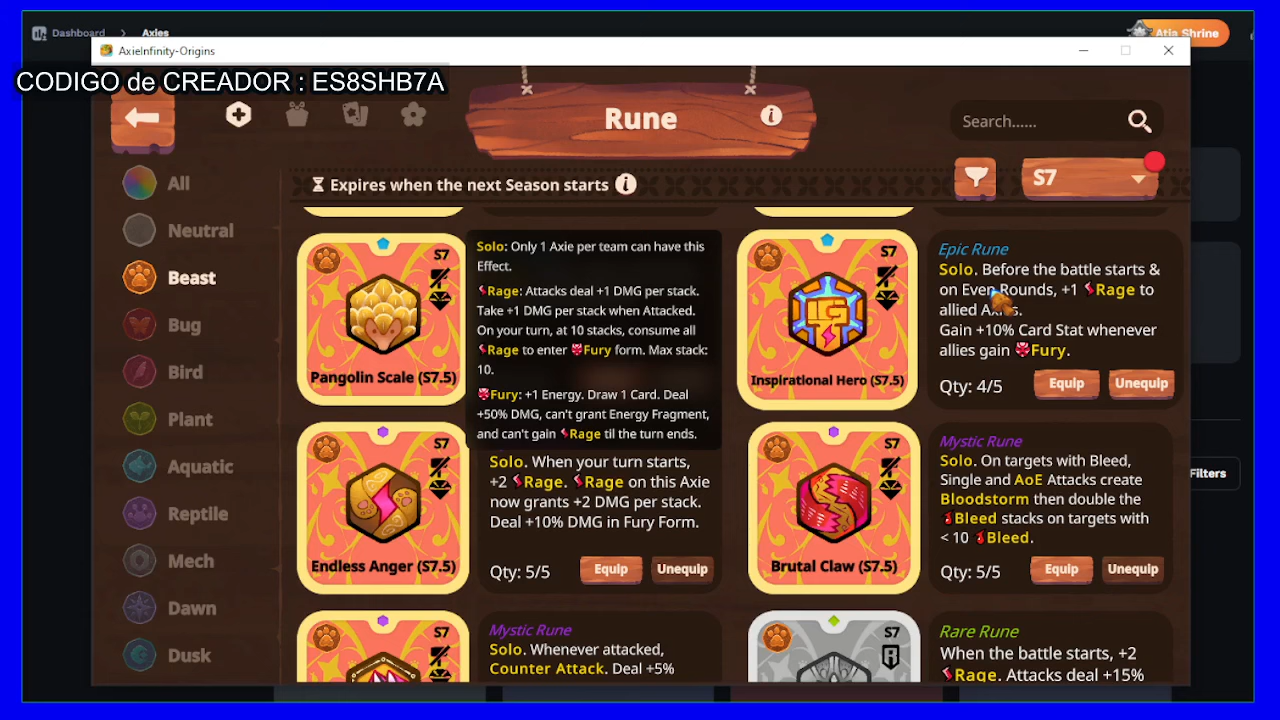 Dashboard > Axies
Atia Shrine
AxieInfinity-Origins
CODIGO de CREADOR : ES8SHB7A
Rune
Search......
Expires when the next Season starts
S7
All
Neutral
Beast
Bug
Bird
Plant
Aquatic
Reptile
Mech
Dawn
Dusk
S7
Pangolin Scale (S7.5)
Solo: Only 1 Axie per team can have this
Effect.
Rage: Attacks deal +1 DMG per stack.
Take +1 DMG per stack when Attacked.
On your turn, at 10 stacks, consume all
Rage to enter Fury form. Max stack:
10.
Fury: +1 Energy. Draw 1 Card. Deal
+50% DMG, can't grant Energy Fragment,
and can't gain Rage til the turn ends.
S7
Inspirational Hero (S7.5)
Epic Rune
Solo. Before the battle starts &
on Even Rounds, +1 Rage to
allied
Gain +10% Card Stat whenever
allies gain Fury.
Qty: 4/5
Equip
Unequip
S7
Endless Anger (S7.5)
Solo. When your turn starts,
+2 Rage. Rage on this Axie
now grants +2 DMG per stack.
Deal +10% DMG in Fury Form.
Qty: 5/5
Equip
Unequip
S7
Brutal Claw (S7.5)
Mystic Rune
Solo. On targets with Bleed,
Single and AoE Attacks create
Bloodstorm then double the
Bleed stacks on targets with
< 10 Bleed.
Qty: 5/5
Equip
Unequip
Filters
S7
Mystic Rune
Solo. Whenever attacked,
Counter Attack. Deal +5%
S7
Rare Rune
When the battle starts, +2
Rage. Attacks deal +15%